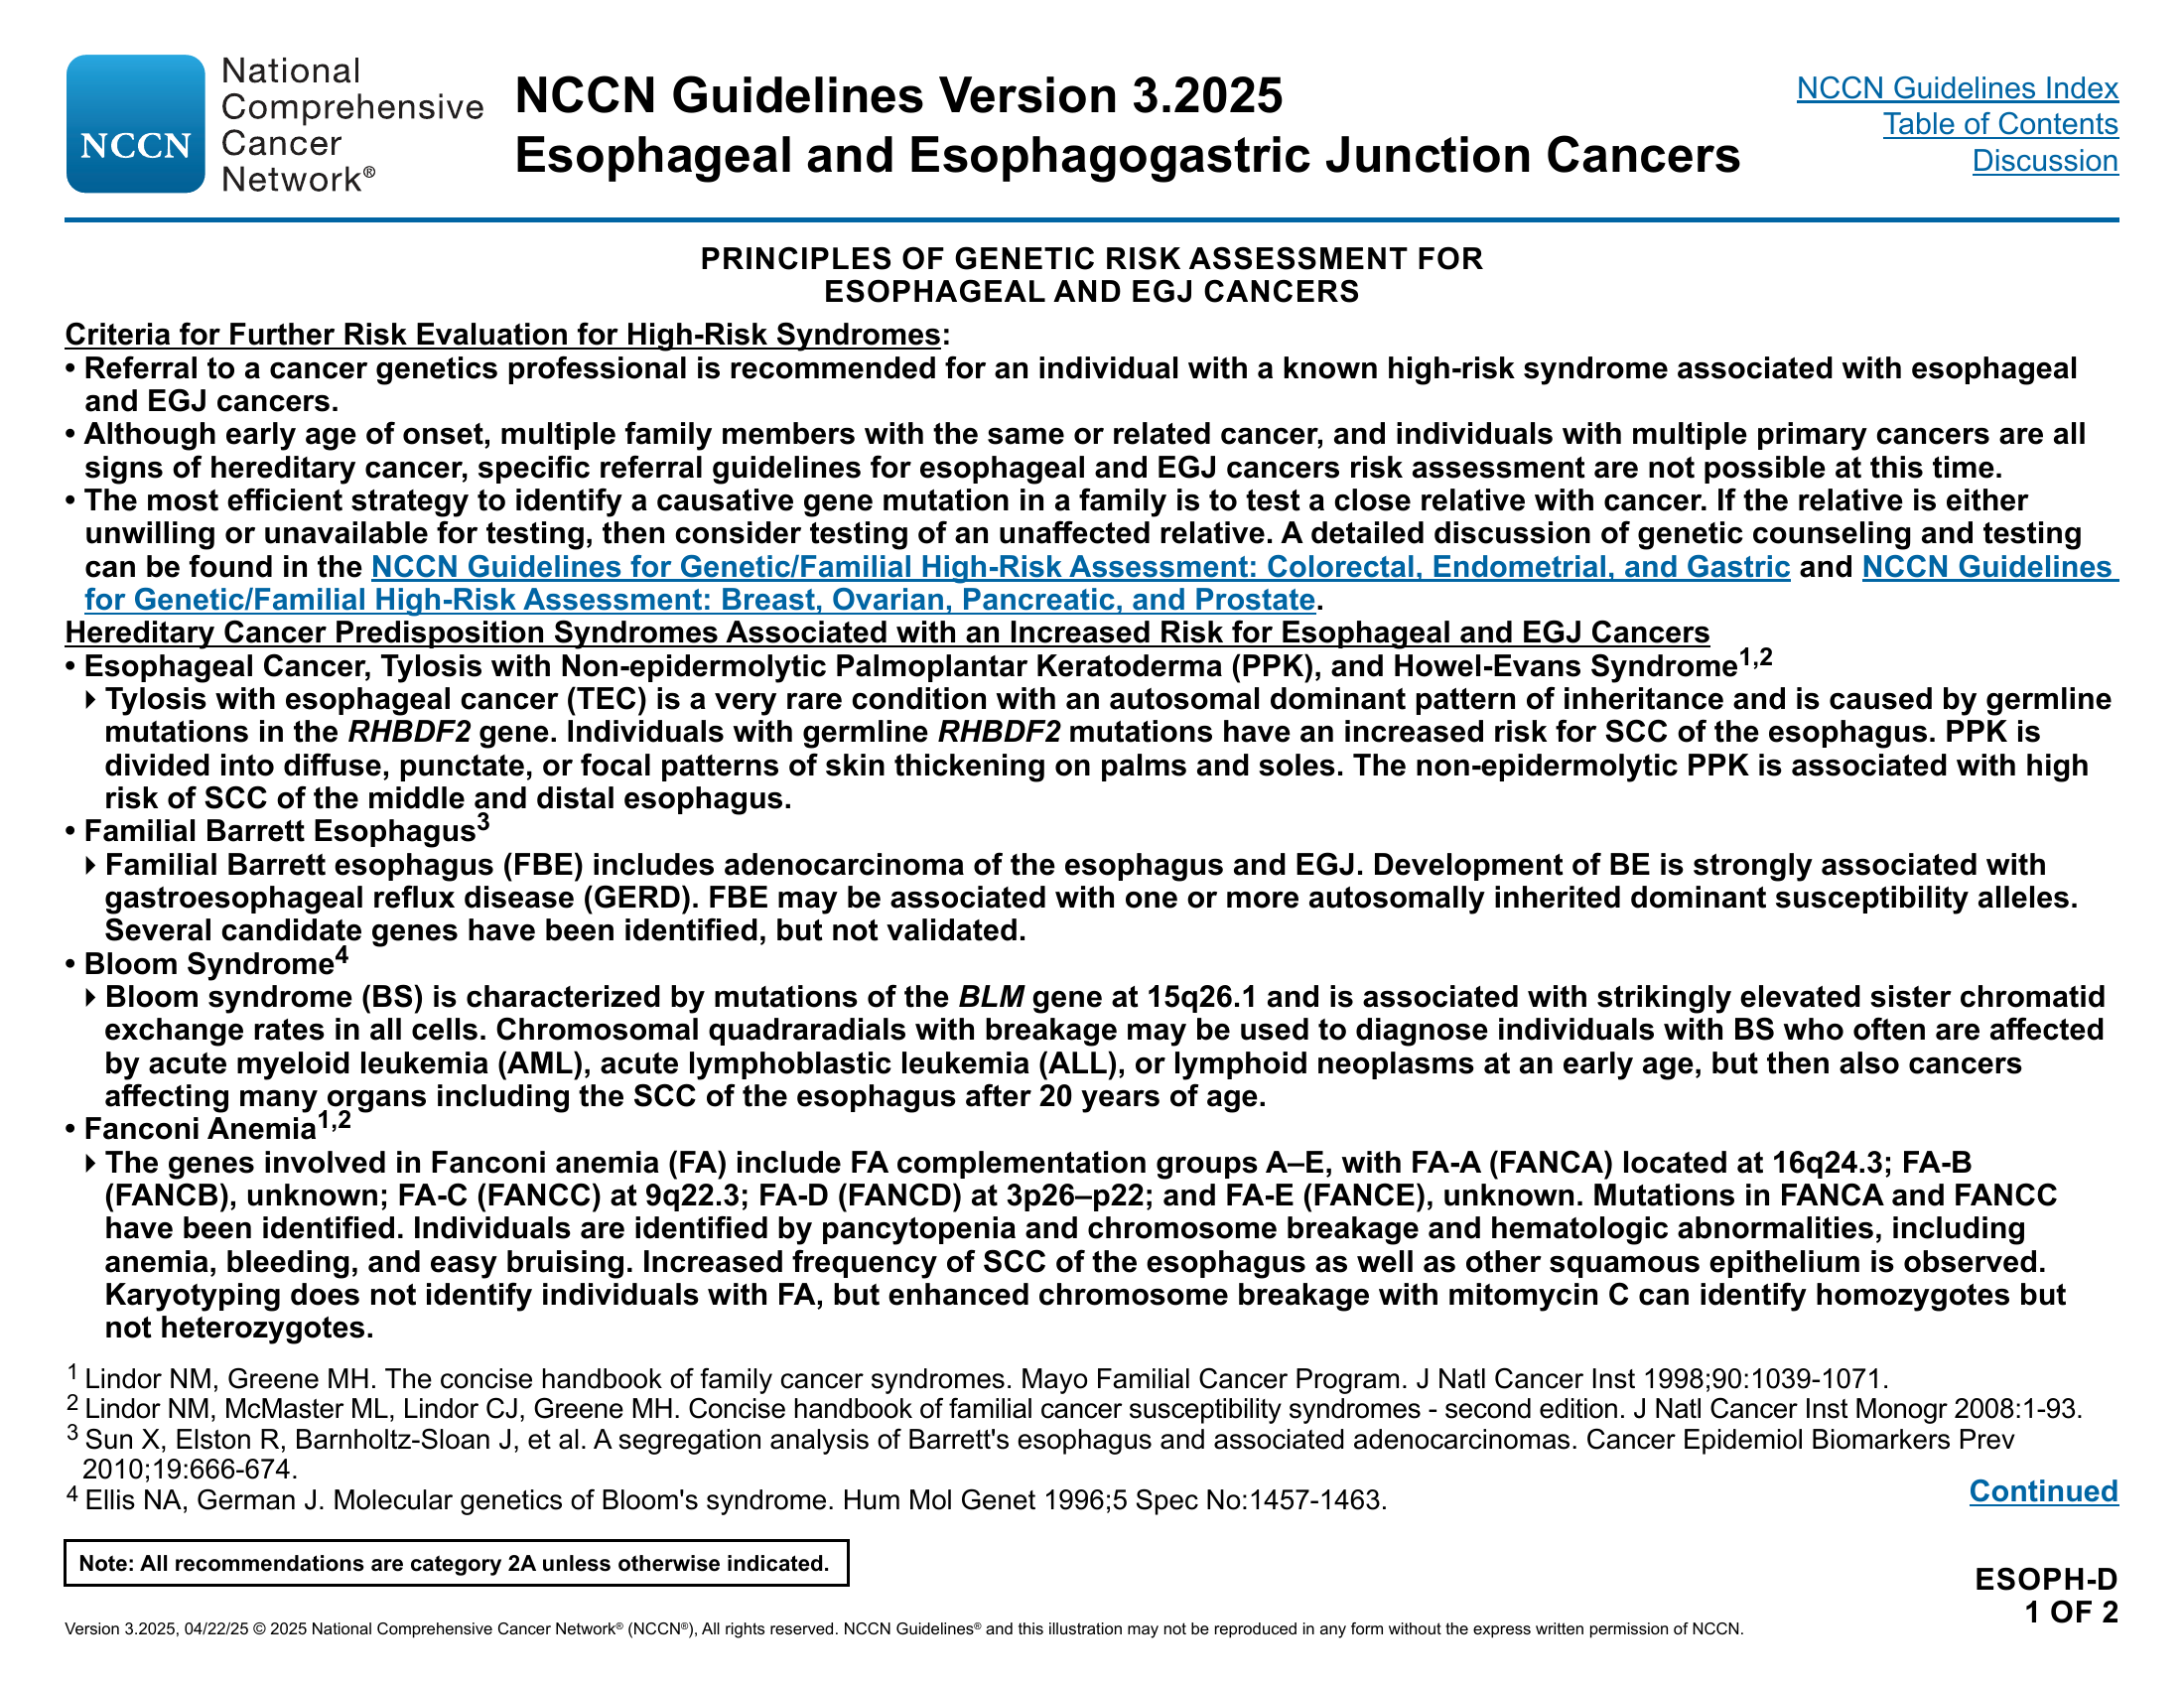 National
Comprehensive
NCCN Cancer
Network®
NCCN Guidelines Version 3.2025
Esophageal and Esophagogastric Junction Cancers
NCCN Guidelines Index
Table of Contents
Discussion
PRINCIPLES OF GENETIC RISK ASSESSMENT FOR
ESOPHAGEAL AND EGJ CANCERS
Criteria for Further Risk Evaluation for High-Risk Syndromes:
• Referral to a cancer genetics professional is recommended for an individual with a known high-risk syndrome associated with esophageal
and EGJ cancers.
• Although early age of onset, multiple family members with the same or related cancer, and individuals with multiple primary cancers are all
signs of hereditary cancer, specific referral guidelines for esophageal and EGJ cancers risk assessment are not possible at this time.
• The most efficient strategy to identify a causative gene mutation in a family is to test a close relative with cancer. If the relative is either
unwilling or unavailable for testing, then consider testing of an unaffected relative. A detailed discussion of genetic counseling and testing
can be found in the NCCN Guidelines for Genetic/Familial High-Risk Assessment: Colorectal, Endometrial, and Gastric and NCCN Guidelines
for Genetic/Familial High-Risk Assessment: Breast, Ovarian, Pancreatic, and Prostate.
Hereditary Cancer Predisposition Syndromes Associated with an Increased Risk for Esophageal and EGJ Cancers
• Esophageal Cancer, Tylosis with Non-epidermolytic Palmoplantar Keratoderma (PPK), and Howel-Evans Syndrome1,2
▸ Tylosis with esophageal cancer (TEC) is a very rare condition with an autosomal dominant pattern of inheritance and is caused by germline
mutations in the RHBDF2 gene. Individuals with germline RHBDF2 mutations have an increased risk for SCC of the esophagus. PPK is
divided into diffuse, punctate, or focal patterns of skin thickening on palms and soles. The non-epidermolytic PPK is associated with high
risk of SCC of the middle and distal esophagus.
• Familial Barrett Esophagus3
▸ Familial Barrett esophagus (FBE) includes adenocarcinoma of the esophagus and EGJ. Development of BE is strongly associated with
gastroesophageal reflux disease (GERD). FBE may be associated with one or more autosomally inherited dominant susceptibility alleles.
Several candidate genes have been identified, but not validated.
• Bloom Syndrome4
▸ Bloom syndrome (BS) is characterized by mutations of the BLM gene at 15q26.1 and is associated with strikingly elevated sister chromatid
exchange rates in all cells. Chromosomal quadraradials with breakage may be used to diagnose individuals with BS who often are affected
by acute myeloid leukemia (AML), acute lymphoblastic leukemia (ALL), or lymphoid neoplasms at an early age, but then also cancers
affecting many organs including the SCC of the esophagus after 20 years of age.
• Fanconi Anemia1,2
▸ The genes involved in Fanconi anemia (FA) include FA complementation groups A–E, with FA-A (FANCA) located at 16q24.3; FA-B
(FANCB), unknown; FA-C (FANCC) at 9q22.3; FA-D (FANCD) at 3p26–p22; and FA-E (FANCE), unknown. Mutations in FANCA and FANCC
have been identified. Individuals are identified by pancytopenia and chromosome breakage and hematologic abnormalities, including
anemia, bleeding, and easy bruising. Increased frequency of SCC of the esophagus as well as other squamous epithelium is observed.
Karyotyping does not identify individuals with FA, but enhanced chromosome breakage with mitomycin C can identify homozygotes but
not heterozygotes.
1 Lindor NM, Greene MH. The concise handbook of family cancer syndromes. Mayo Familial Cancer Program. J Natl Cancer Inst 1998;90:1039-1071.
2 Lindor NM, McMaster ML, Lindor CJ, Greene MH. Concise handbook of familial cancer susceptibility syndromes - second edition. J Natl Cancer Inst Monogr 2008:1-93.
3 Sun X, Elston R, Barnholtz-Sloan J, et al. A segregation analysis of Barrett's esophagus and associated adenocarcinomas. Cancer Epidemiol Biomarkers Prev
2010;19:666-674.
4 Ellis NA, German J. Molecular genetics of Bloom's syndrome. Hum Mol Genet 1996;5 Spec No:1457-1463.
Continued
Note: All recommendations are category 2A unless otherwise indicated.
ESOPH-D
1 OF 2
Version 3.2025, 04/22/25 © 2025 National Comprehensive Cancer Network® (NCCN®), All rights reserved. NCCN Guidelines® and this illustration may not be reproduced in any form without the express written permission of NCCN.